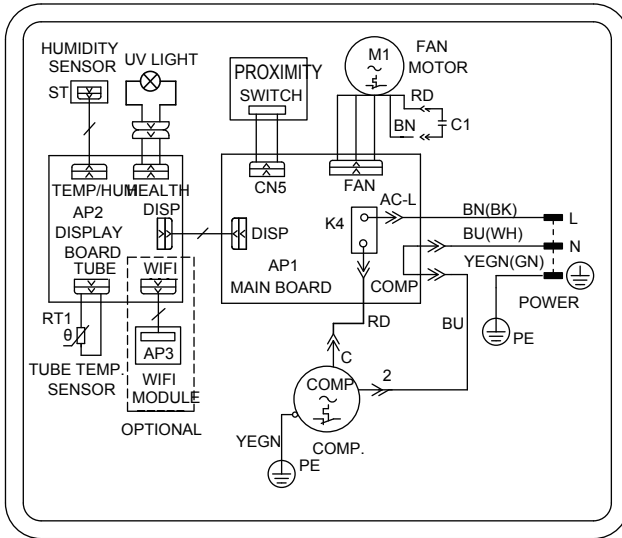 HUMIDITY
SENSOR
ST
UV LIGHT
PROXIMITY
SWITCH
M1
FAN
MOTOR
RD
BN
C1
TEMP/HUM
HEALTH
CN5
FAN
AP2
DISPLAY
BOARD
DISP
DISP
K4
AC-L
BN(BK)
L
BU(WH)
N
YEGN(GN)
POWER
PE
AP1
MAIN BOARD
COMP
TUBE
WIFI
RT1
θ
AP3
TUBE TEMP.
SENSOR
WIFI
MODULE
OPTIONAL
RD
BU
C
COMP
2
YEGN
COMP.
PE